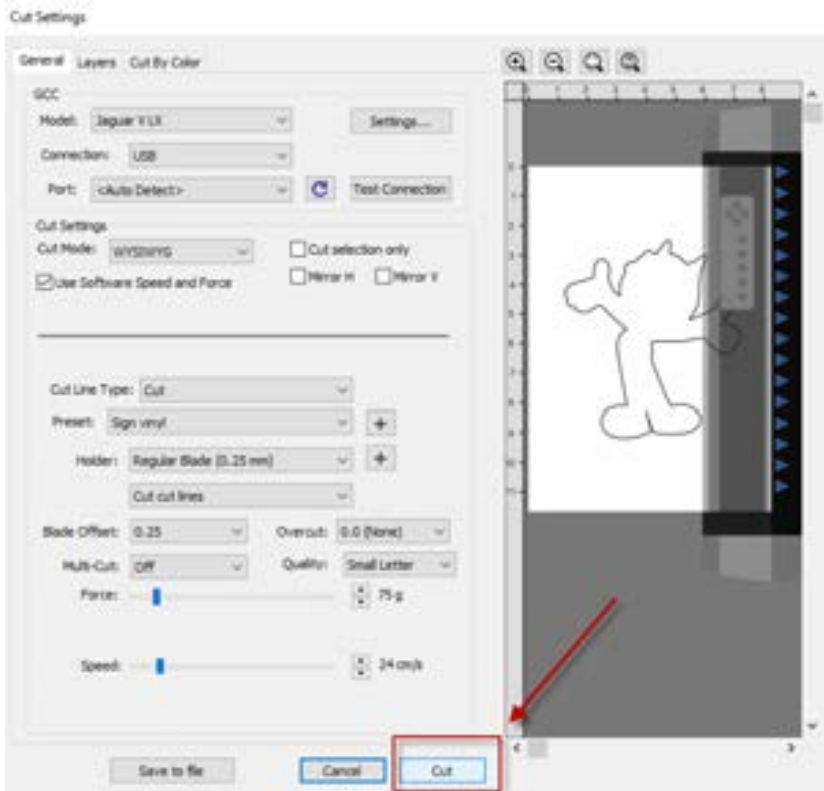 Cut Settings
General Layers Cut By Color
GCC
Model: Jaguar V LX Settings...
Connection: USB
Port: <Auto Detect> Test Connection
Cut Settings
Cut Mode: WYSIWYG Cut selection only
Use Software Speed and Force Mirror H Mirror V
Cut Line Type: Cut
Preset: Sign vinyl +
Holder: Regular Blade (0.25 mm) +
Cut cut lines
Blade Offset: 0.25 Overcut: 0.0 (None)
Multi-Cut: Off Quality: Small Letter
Force: 75 g
Speed: 24 cm/s
Save to file Cancel Cut